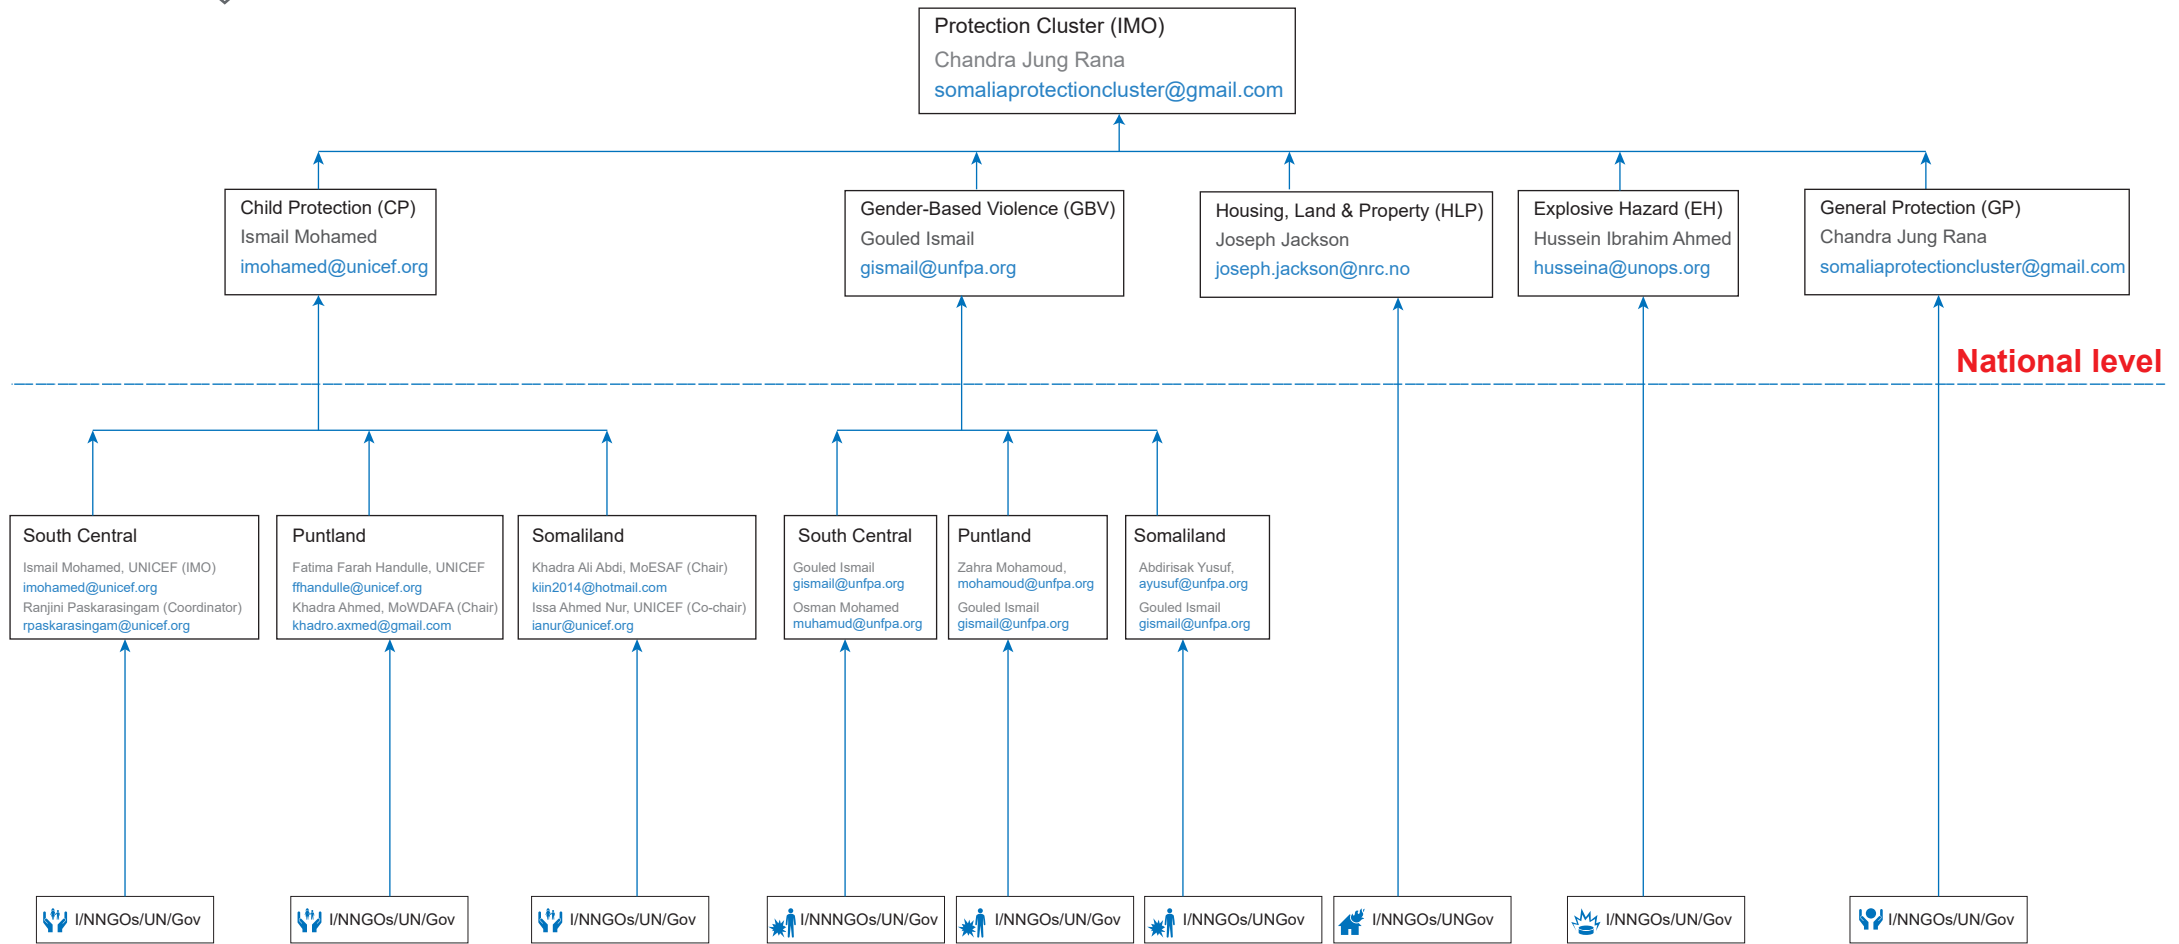 Protection Cluster (IMO)
Chandra Jung Rana
somaliaprotectioncluster@gmail.com
Child Protection (CP)
Ismail Mohamed
imohamed@unicef.org
Gender-Based Violence (GBV)
Gouled Ismail
gismail@unfpa.org
Housing, Land & Property (HLP)
Joseph Jackson
joseph.jackson@nrc.no
Explosive Hazard (EH)
Hussein Ibrahim Ahmed
husseina@unops.org
General Protection (GP)
Chandra Jung Rana
somaliaprotectioncluster@gmail.com
National level
South Central
Ismail Mohamed, UNICEF (IMO)
imohamed@unicef.org
Ranjini Paskarasingam (Coordinator)
rpaskarasingam@unicef.org
Puntland
Fatima Farah Handulle, UNICEF
ffhandulle@unicef.org
Khadra Ahmed, MoWDAFA (Chair)
khadro.axmed@gmail.com
Somaliland
Khadra Ali Abdi, MoESAF (Chair)
kiin2014@hotmail.com
Issa Ahmed Nur, UNICEF (Co-chair)
ianur@unicef.org
South Central
Gouled Ismail
gismail@unfpa.org
Osman Mohamed
muhamud@unfpa.org
Puntland
Zahra Mohamoud,
mohamoud@unfpa.org
Gouled Ismail
gismail@unfpa.org
Somaliland
Abdirisak Yusuf,
ayusuf@unfpa.org
Gouled Ismail
gismail@unfpa.org
I/NNGOs/UN/Gov
I/NNGOs/UN/Gov
I/NNGOs/UN/Gov
I/NNNGOs/UN/Gov
I/NNGOs/UN/Gov
I/NNGOs/UNGov
I/NNGOs/UNGov
I/NNGOs/UN/Gov
I/NNGOs/UN/Gov